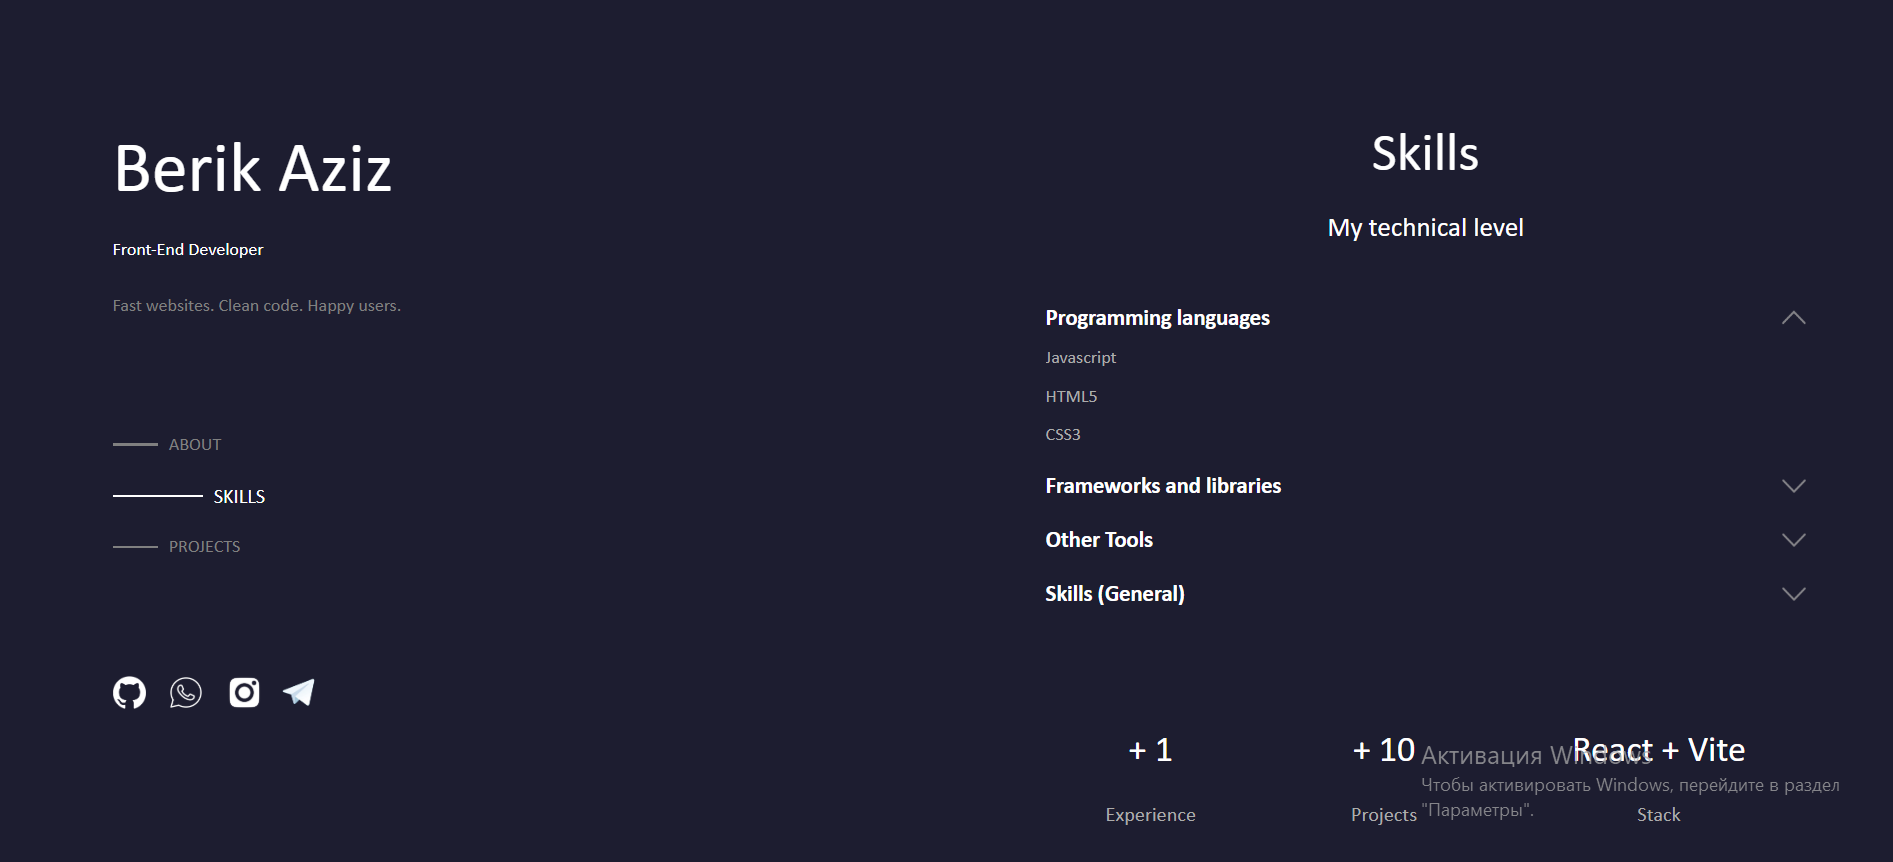 Berik Aziz
Front-End Developer
Fast websites. Clean code. Happy users.
ABOUT
SKILLS
PROJECTS
Skills
My technical level
Programming languages
Javascript
HTML5
CSS3
Frameworks and libraries
Other Tools
Skills (General)
+ 1
Experience
+ 10
Projects
React + Vite
Stack
Активация Windows
Чтобы активировать Windows, перейдите в раздел
"Параметры".